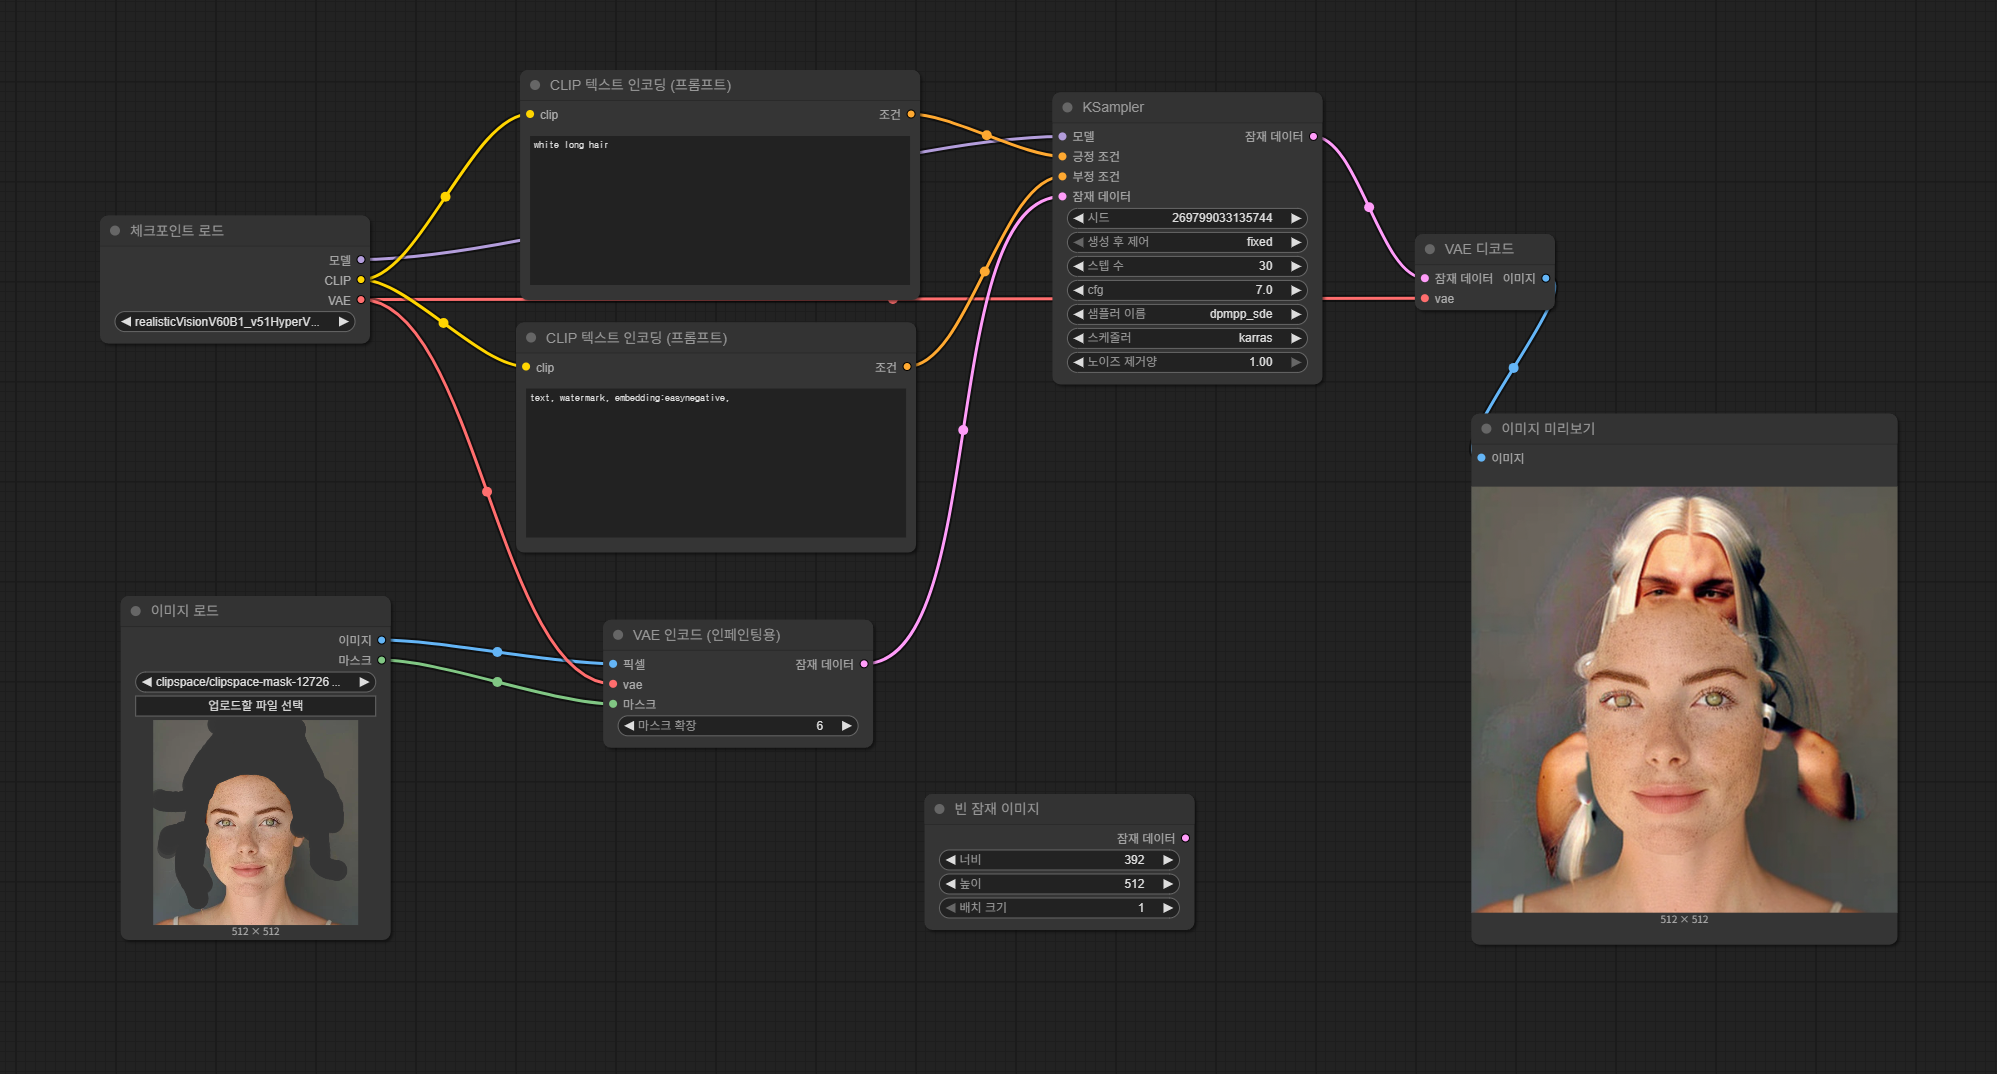 CLIP 텍스트 인코딩 (프롬프트)
clip
조건
white long hair
KSampler
모델
잠재 데이터
긍정 조건
부정 조건
잠재 데이터
시드 269799033135744
생성 후 제어 fixed
스텝 수 30
cfg 7.0
샘플러 이름 dpmpp_sde
스케줄러 karras
노이즈 제거양 1.00
체크포인트 로드
모델
CLIP
VAE
realisticVisionV60B1_v51HyperV...
VAE 디코드
잠재 데이터 이미지
vae
CLIP 텍스트 인코딩 (프롬프트)
clip
조건
text, watermark, embedding:easynegative,
이미지 미리보기
이미지
512 × 512
이미지 로드
이미지
마스크
clipspace/clipspace-mask-12726 ...
업로드할 파일 선택
512 × 512
VAE 인코드 (인페인팅용)
픽셀
잠재 데이터
vae
마스크
마스크 확장 6
빈 잠재 이미지
잠재 데이터
너비 392
높이 512
배치 크기 1